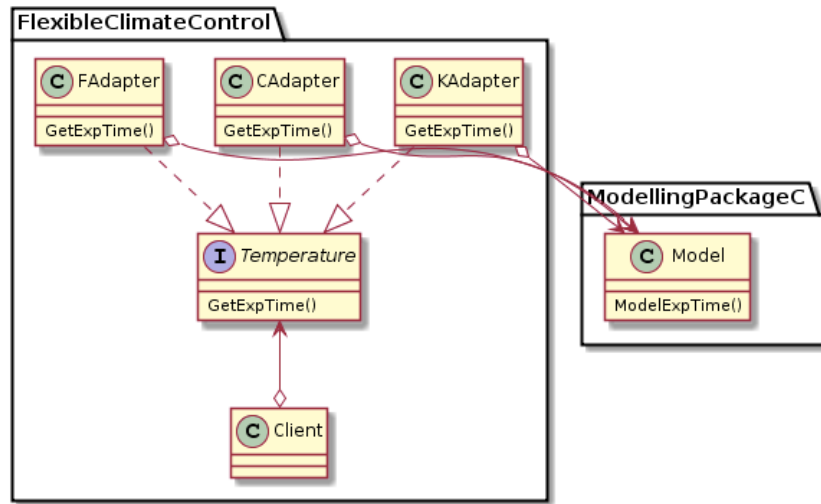 FlexibleClimateControl
C FAdapter
GetExpTime()
C CAdapter
GetExpTime()
C KAdapter
GetExpTime()
ModellingPackageC
I Temperature
GetExpTime()
C Model
ModelExpTime()
C Client